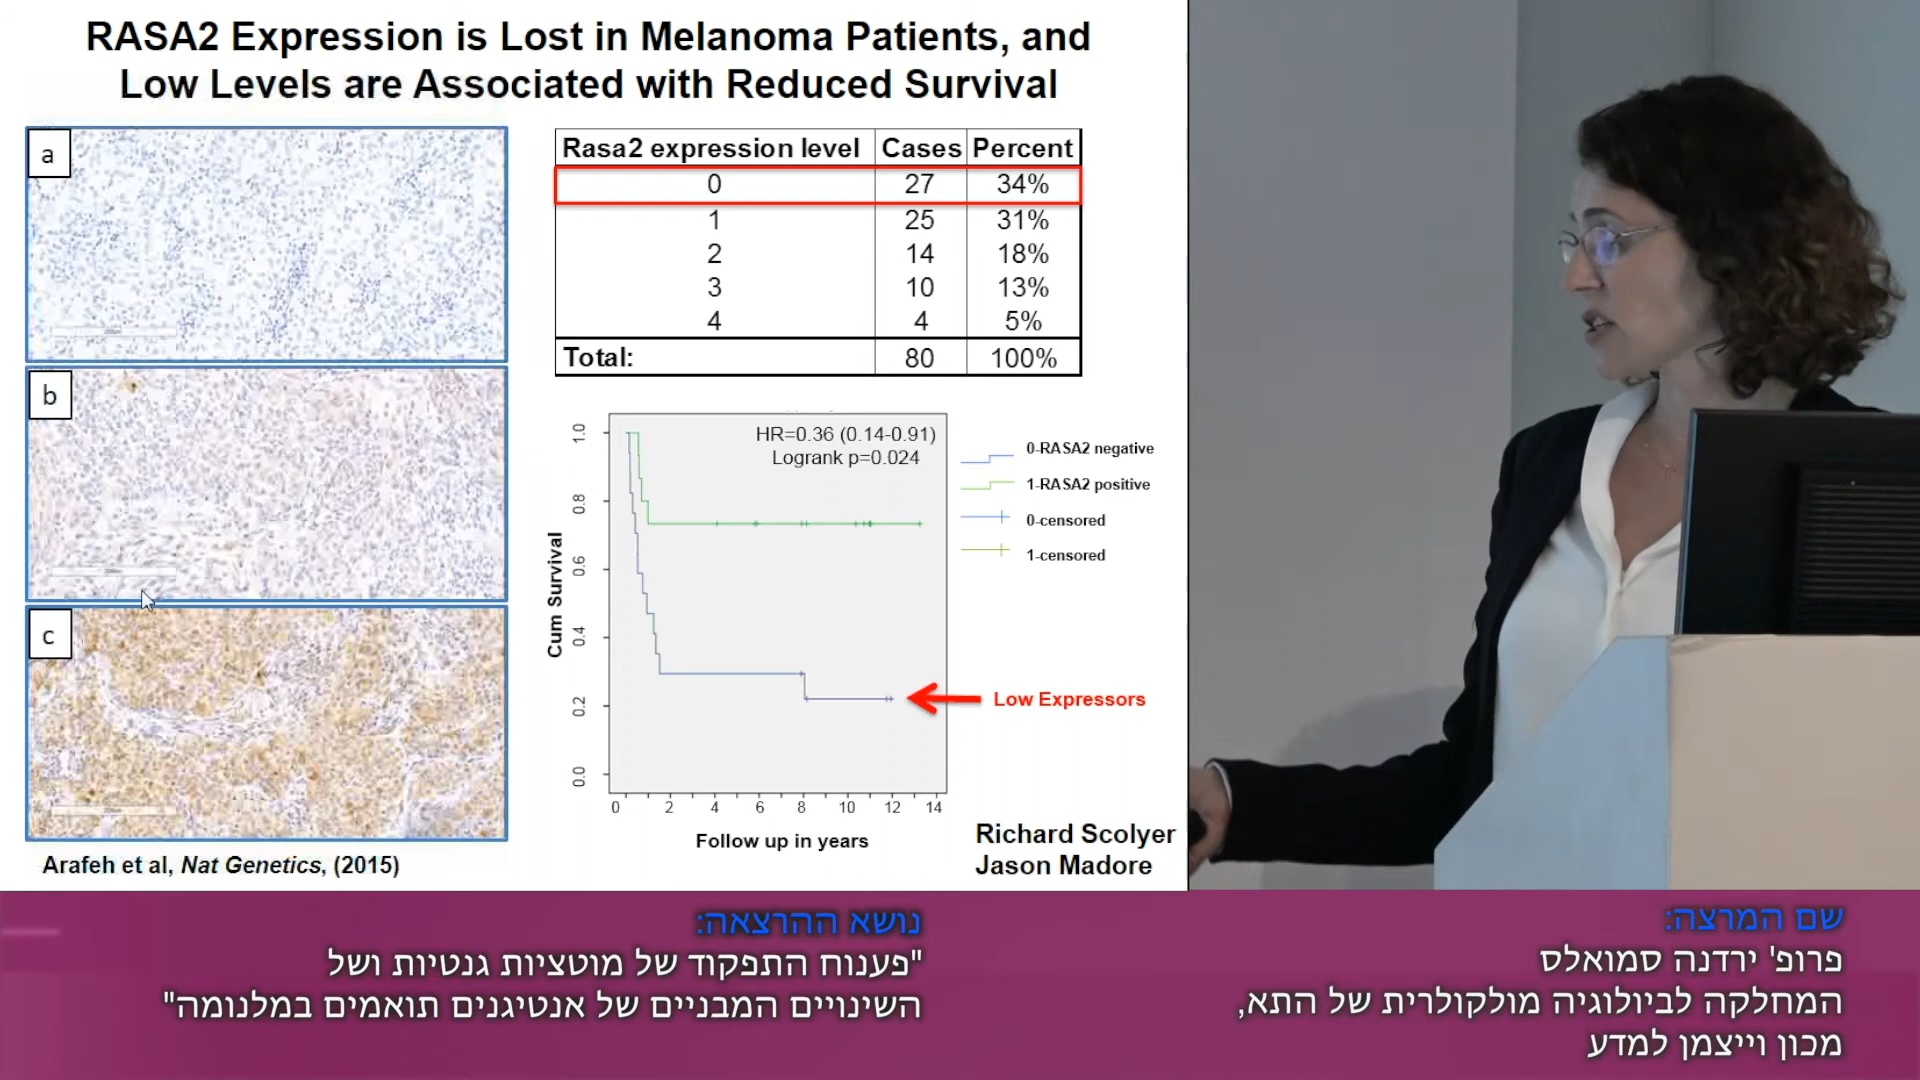 RASA2 Expression is Lost in Melanoma Patients, and
Low Levels are Associated with Reduced Survival
a
b
c
Arafeh et al, Nat Genetics, (2015)
Rasa2 expression level Cases Percent
0 27 34%
1 25 31%
2 14 18%
3 10 13%
4 4 5%
Total: 80 100%
HR=0.36 (0.14-0.91)
Logrank p=0.024
Cum Survival
1.0
0.8
0.6
0.4
0.2
0.0
0 2 4 6 8 10 12 14
Follow up in years
0-RASA2 negative
1-RASA2 positive
0-censored
1-censored
Low Expressors
Richard Scolyer
Jason Madore
שם המרצה:
פרופ' ירדנה סמואלס
המחלקה לביולוגיה מולקולרית של התא,
מכון וייצמן למדע
נושא ההרצאה:
"פענוח התפקוד של מוטציות גנטיות ושל
השינויים המבניים של אנטיגנים תואמים במלנומה"